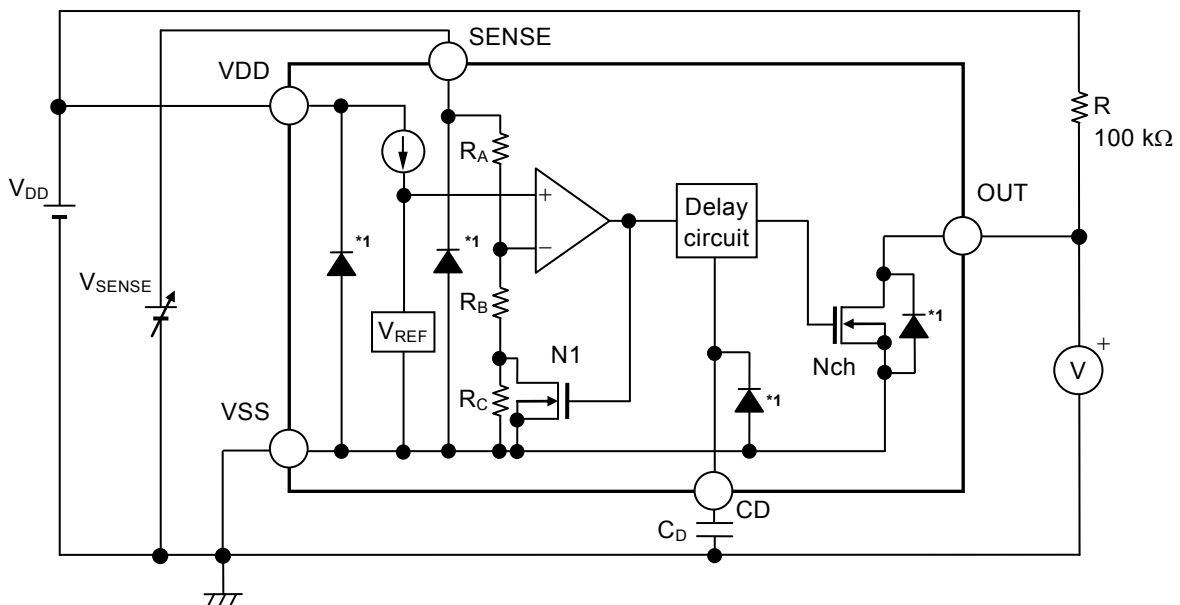 SENSE
VDD
R
100 kΩ
R_A
V_DD
+
OUT
Delay
circuit
*1
*1
−
V_SENSE
R_B
*1
V_REF
N1
Nch
+
V
R_C
*1
VSS
CD
C_D